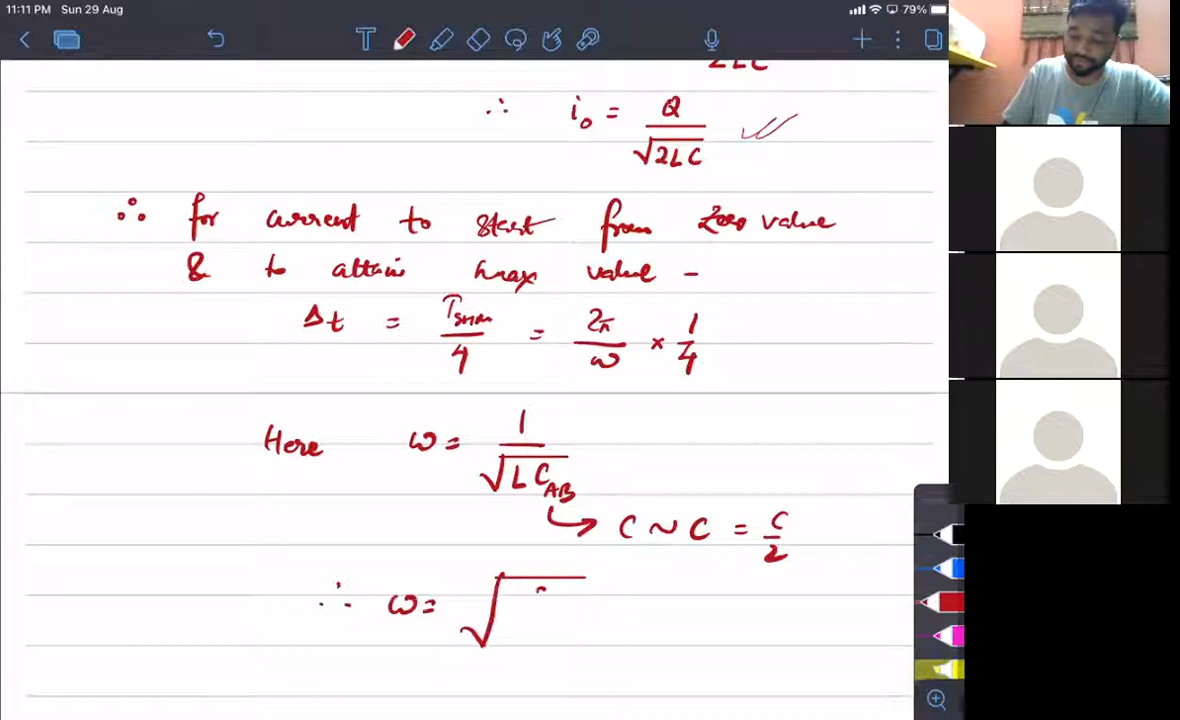 11:11 PM Sun 29 Aug 79%
2LC
∴ i₀ = Q / √2LC
∴ for current to start from zero value
& to attain max value -
Δt = T_SHM / 4 = 2π / ω × 1/4
Here ω = 1 / √LC_AB
↳ C ~ C = C/2
∴ ω = √